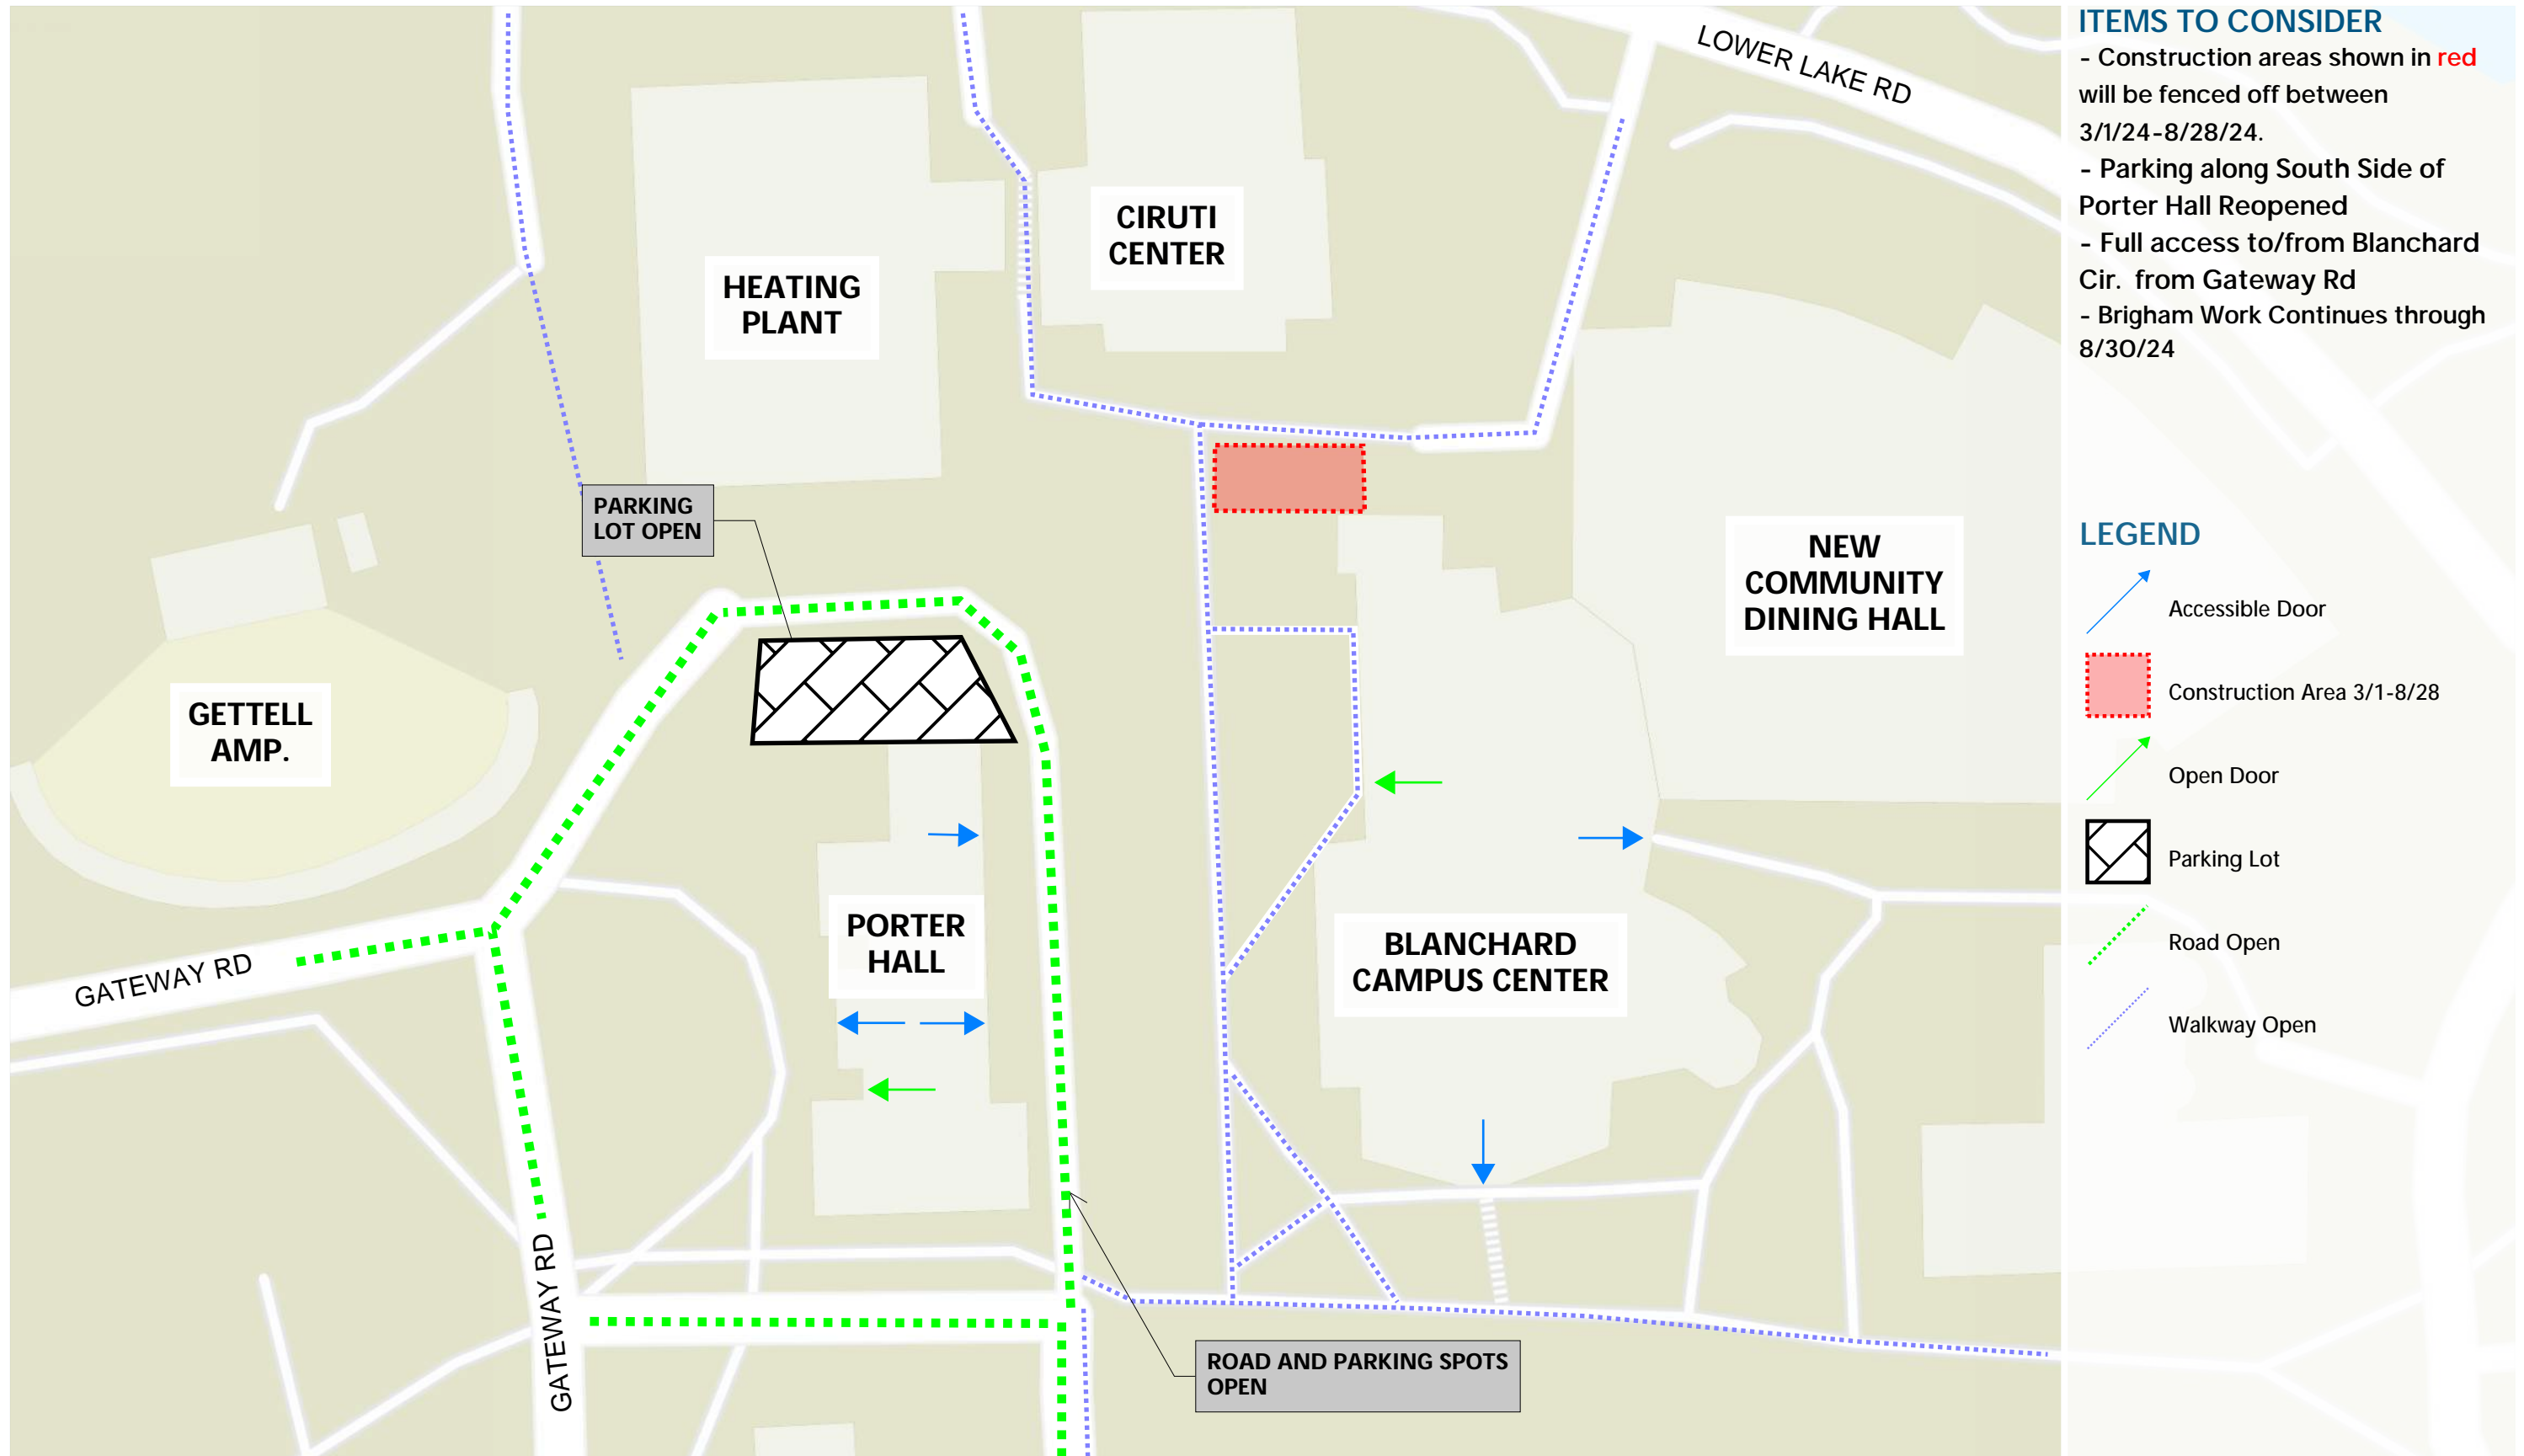 LOWER LAKE RD
CIRUTI
CENTER
HEATING
PLANT
PARKING
LOT OPEN
NEW
COMMUNITY
DINING HALL
GETTELL
AMP.
PORTER
HALL
BLANCHARD
CAMPUS CENTER
GATEWAY RD
GATEWAY RD
ROAD AND PARKING SPOTS
OPEN
ITEMS TO CONSIDER
- Construction areas shown in red
will be fenced off between
3/1/24-8/28/24.
- Parking along South Side of
Porter Hall Reopened
- Full access to/from Blanchard
Cir. from Gateway Rd
- Brigham Work Continues through
8/30/24
LEGEND
Accessible Door
Construction Area 3/1-8/28
Open Door
Parking Lot
Road Open
Walkway Open